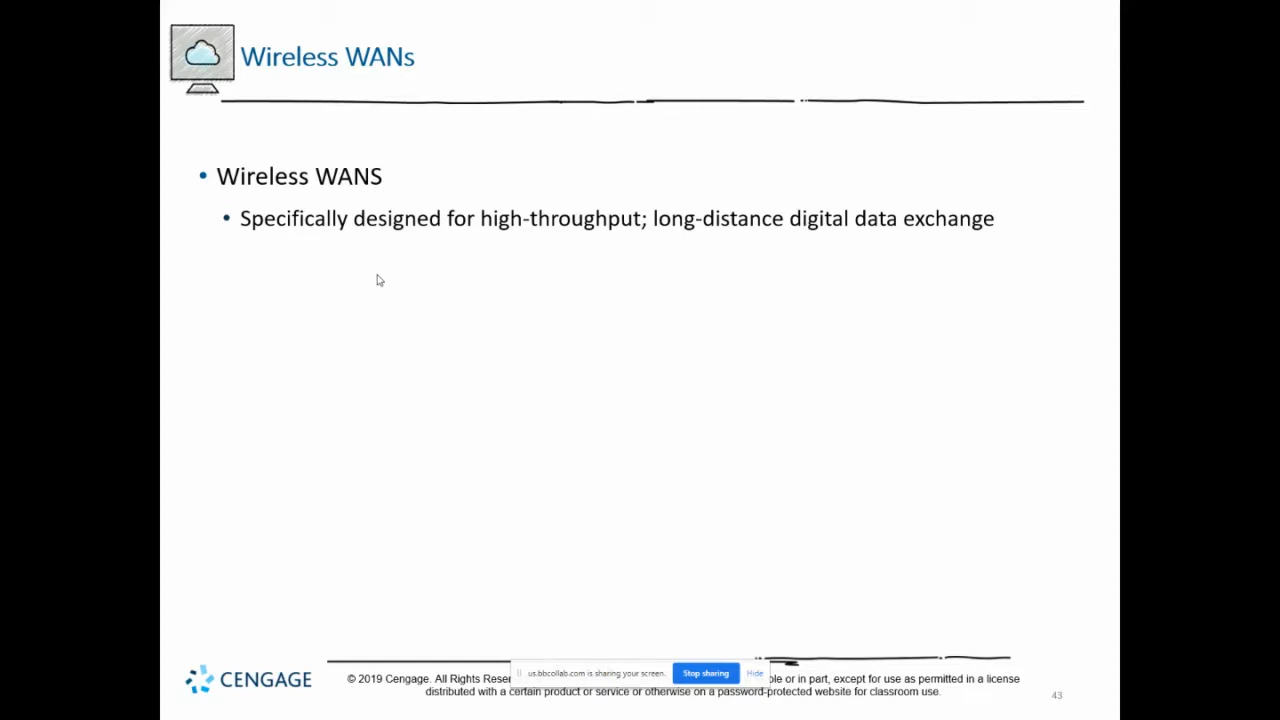 Wireless WANs
• Wireless WANS
• Specifically designed for high-throughput; long-distance digital data exchange
CENGAGE
© 2019 Cengage. All Rights Rese
us.bbcollab.com is sharing your screen.
Stop sharing
Hide
or in part, except for use as permitted in a license
distributed with a certain product or service or otherwise on a password-protected website for classroom use.
43